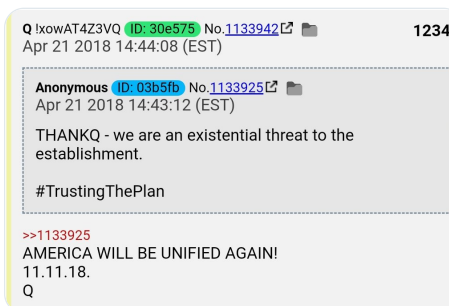 Q !xowAT4Z3VQ ID: 30e575 No.1133942 1234
Apr 21 2018 14:44:08 (EST)
Anonymous ID: 03b5fb No.1133925
Apr 21 2018 14:43:12 (EST)
THANKQ - we are an existential threat to the
establishment.
#TrustingThePlan
>>1133925
AMERICA WILL BE UNIFIED AGAIN!
11.11.18.
Q